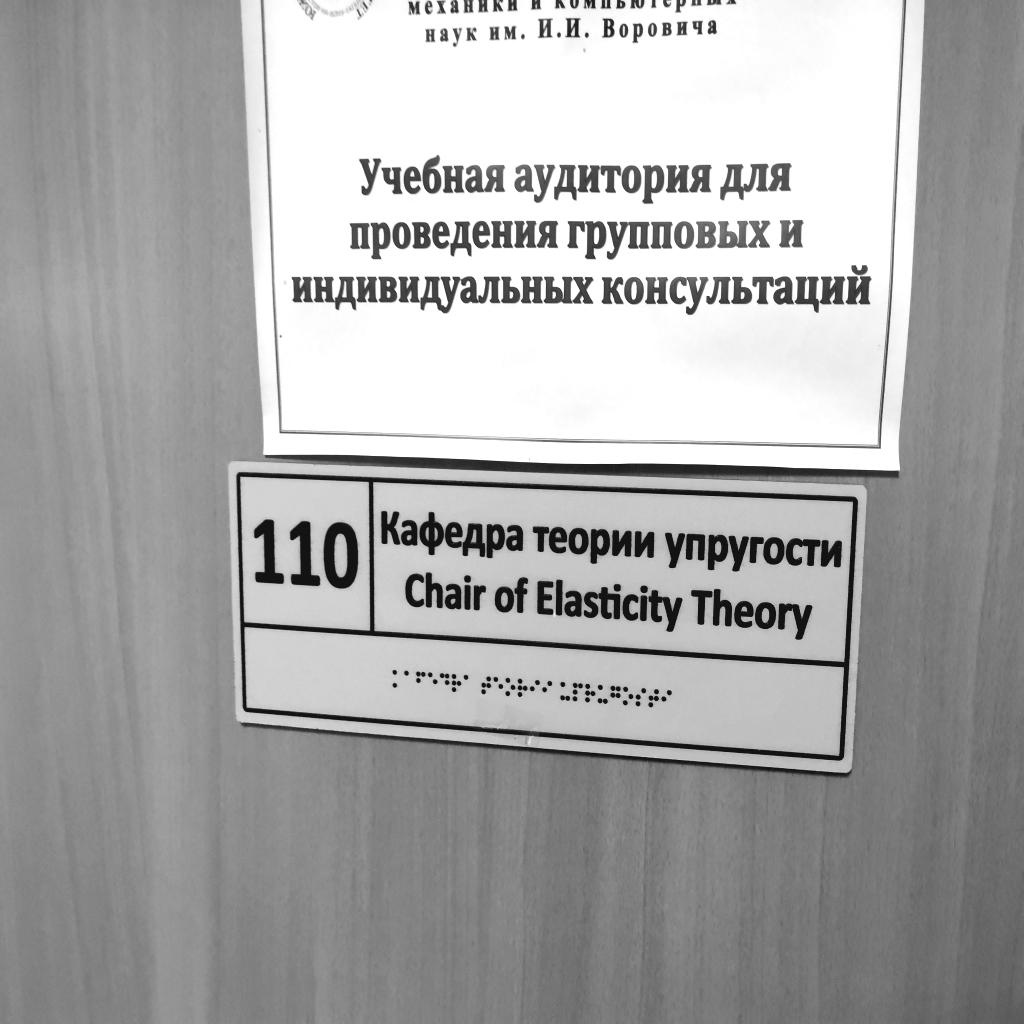 механики и компьютерных
наук им. И.И. Воровича
Учебная аудитория для
проведения групповых и
индивидуальных консультаций
110
Кафедра теории упругости
Chair of Elasticity Theory